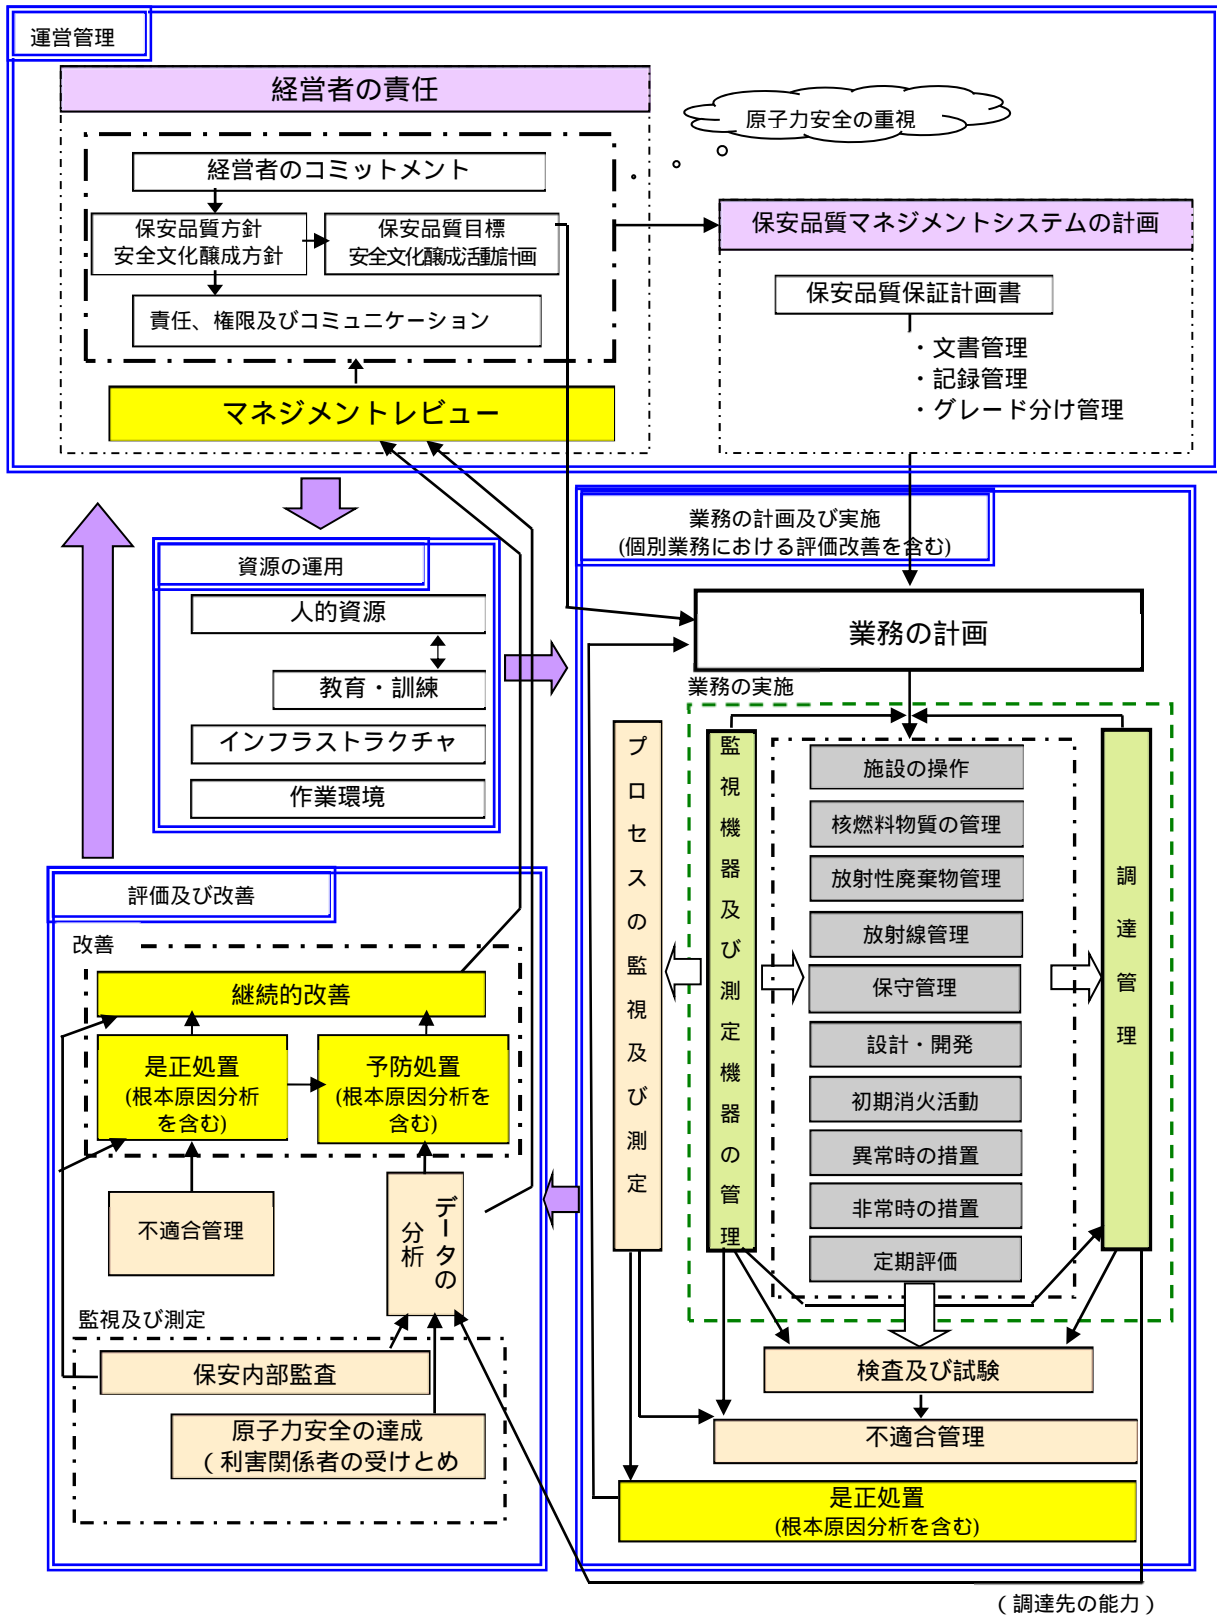 運営管理
経営者の責任
原子力安全の重視
経営者のコミットメント
保安品質方針
安全文化醸成方針
保安品質目標
安全文化醸成活動計画
責任、権限及びコミュニケーション
マネジメントレビュー
保安品質マネジメントシステムの計画
保安品質保証計画書
・文書管理
・記録管理
・グレード分け管理
資源の運用
人的資源
教育・訓練
インフラストラクチャ
作業環境
業務の計画及び実施
(個別業務における評価改善を含む)
業務の計画
業務の実施
プロセスの監視及び測定
監視機器及び測定機器の管理
施設の操作
核燃料物質の管理
放射性廃棄物管理
放射線管理
保守管理
設計・開発
初期消火活動
異常時の措置
非常時の措置
定期評価
調達管理
検査及び試験
不適合管理
是正処置
(根本原因分析を含む)
評価及び改善
改善
継続的改善
是正処置
(根本原因分析
を含む)
予防処置
(根本原因分析を
含む)
不適合管理
データの
分析
監視及び測定
保安内部監査
原子力安全の達成
(利害関係者の受けとめ
(調達先の能力)